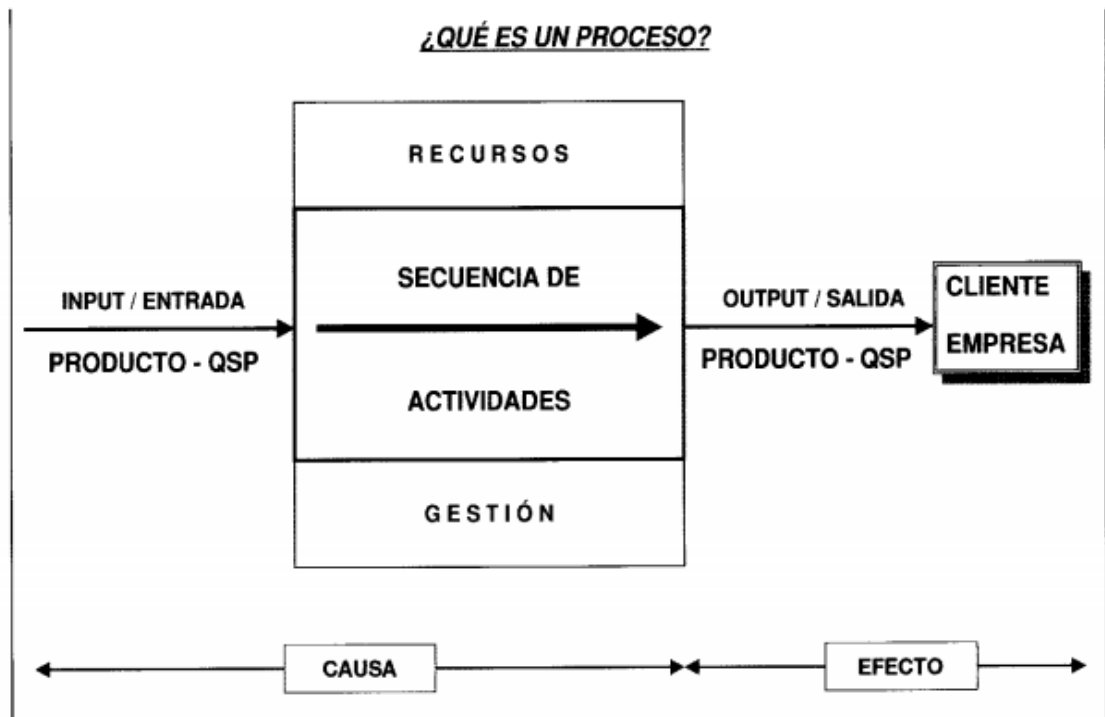 ¿QUÉ ES UN PROCESO?
RECURSOS
SECUENCIA DE
ACTIVIDADES
GESTIÓN
INPUT / ENTRADA
PRODUCTO - QSP
OUTPUT / SALIDA
PRODUCTO - QSP
CLIENTE
EMPRESA
CAUSA
EFECTO